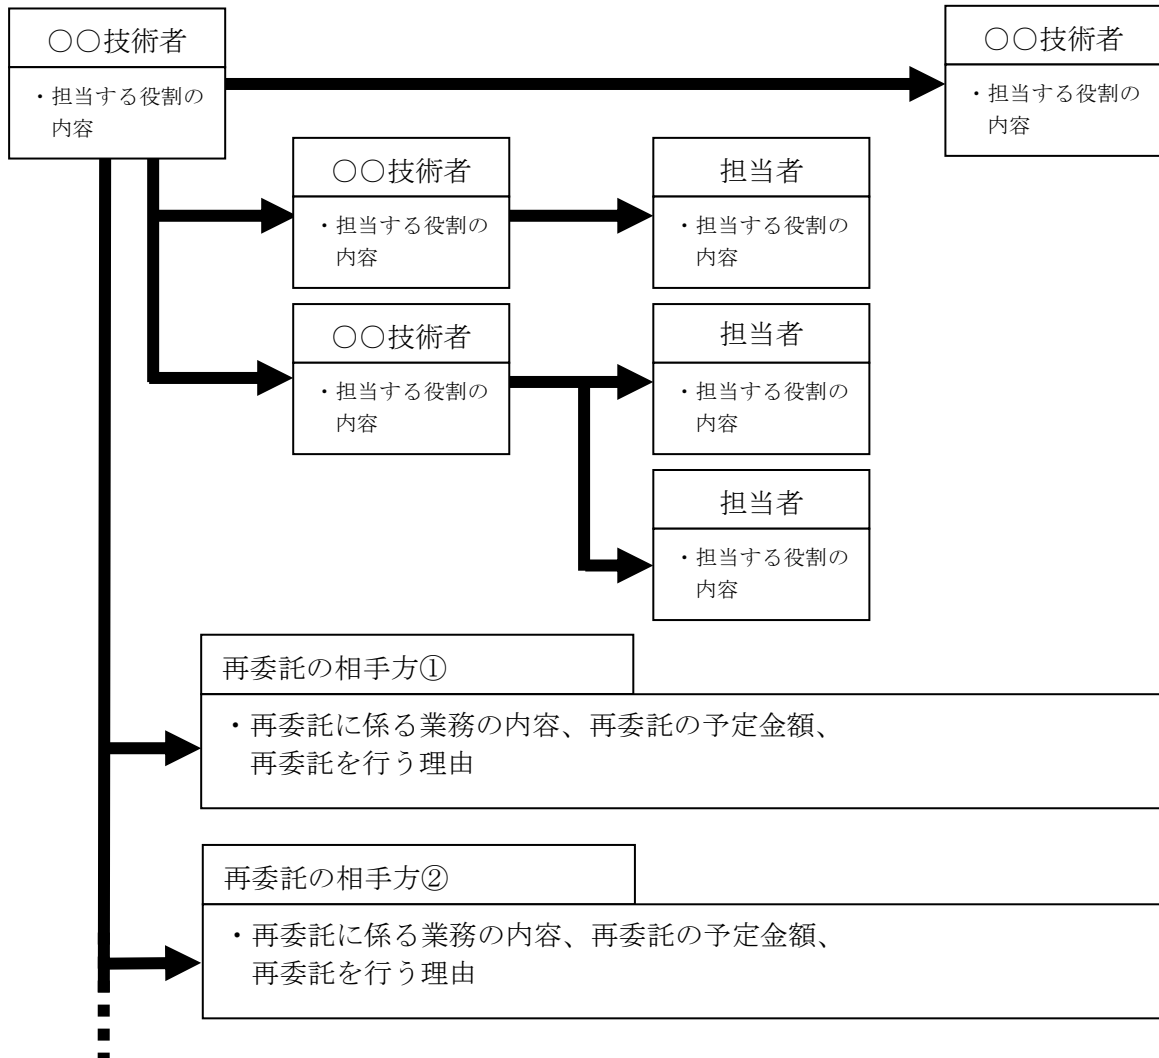 ○○技術者
・担当する役割の
内容
○○技術者
・担当する役割の
内容
○○技術者
・担当する役割の
内容
担当者
・担当する役割の
内容
○○技術者
・担当する役割の
内容
担当者
・担当する役割の
内容
担当者
・担当する役割の
内容
再委託の相手方①
・再委託に係る業務の内容、再委託の予定金額、
再委託を行う理由
再委託の相手方②
・再委託に係る業務の内容、再委託の予定金額、
再委託を行う理由